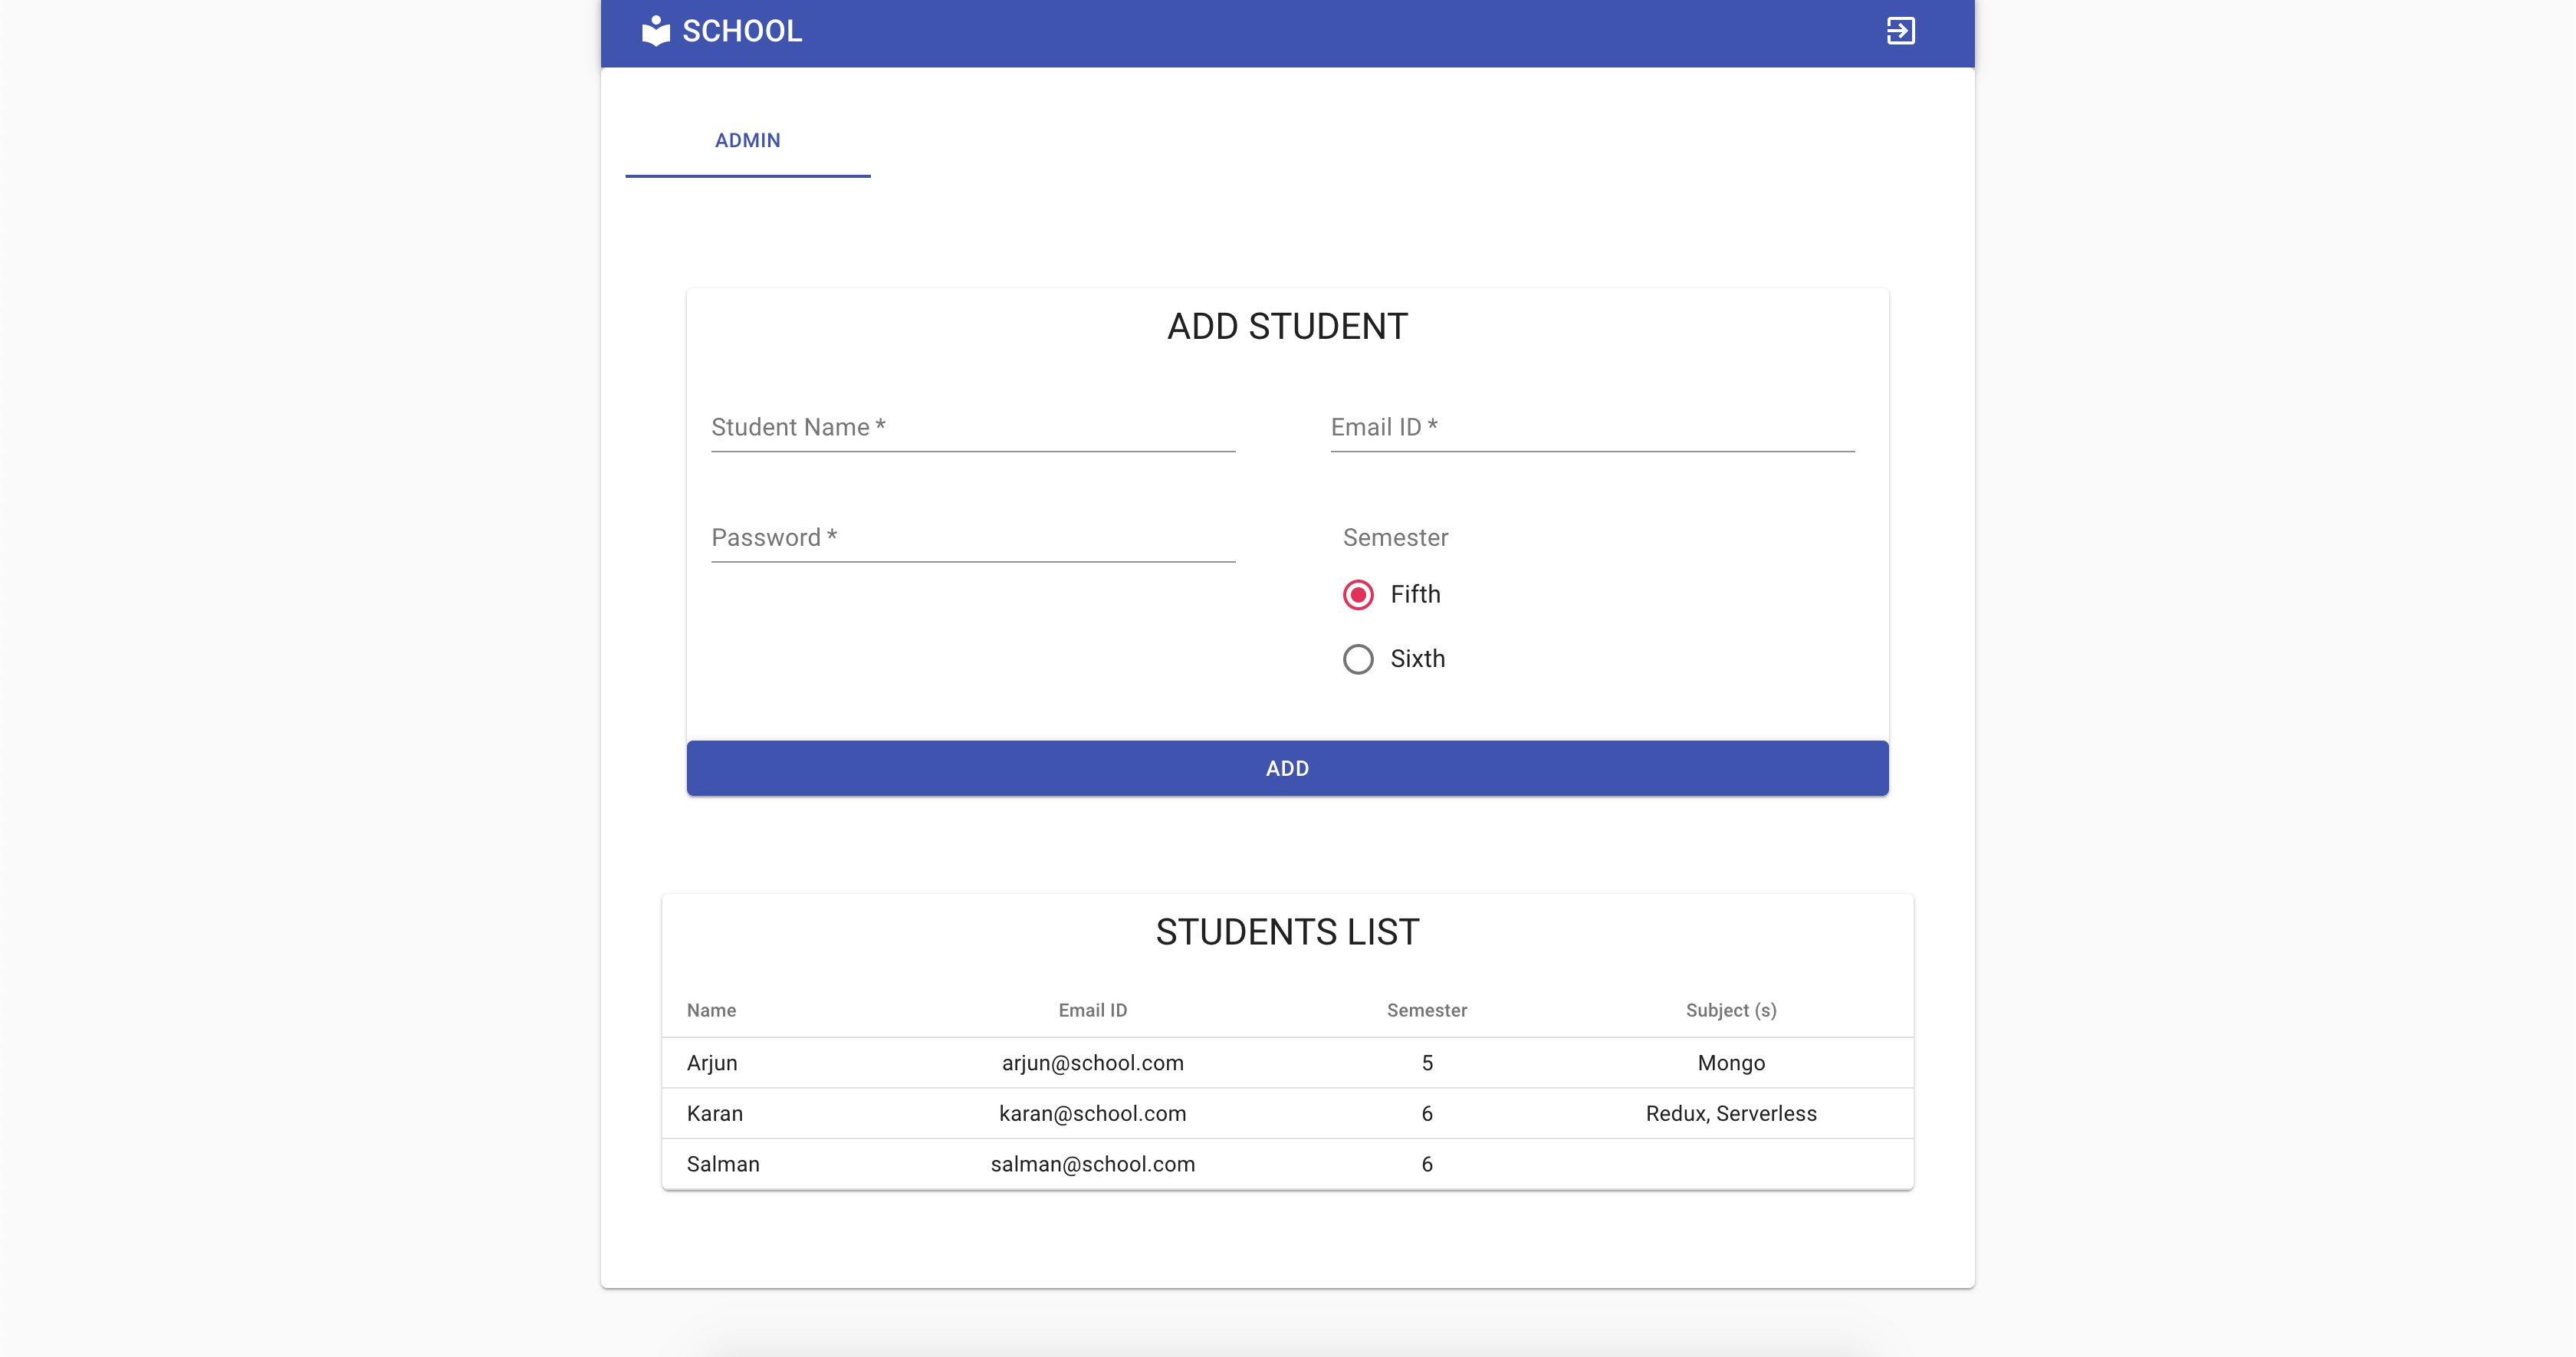 SCHOOL
ADMIN
ADD STUDENT
Student Name * Email ID *
Password * Semester
Fifth
Sixth
ADD
STUDENTS LIST
Name Email ID Semester Subject (s)
Arjun arjun@school.com 5 Mongo
Karan karan@school.com 6 Redux, Serverless
Salman salman@school.com 6